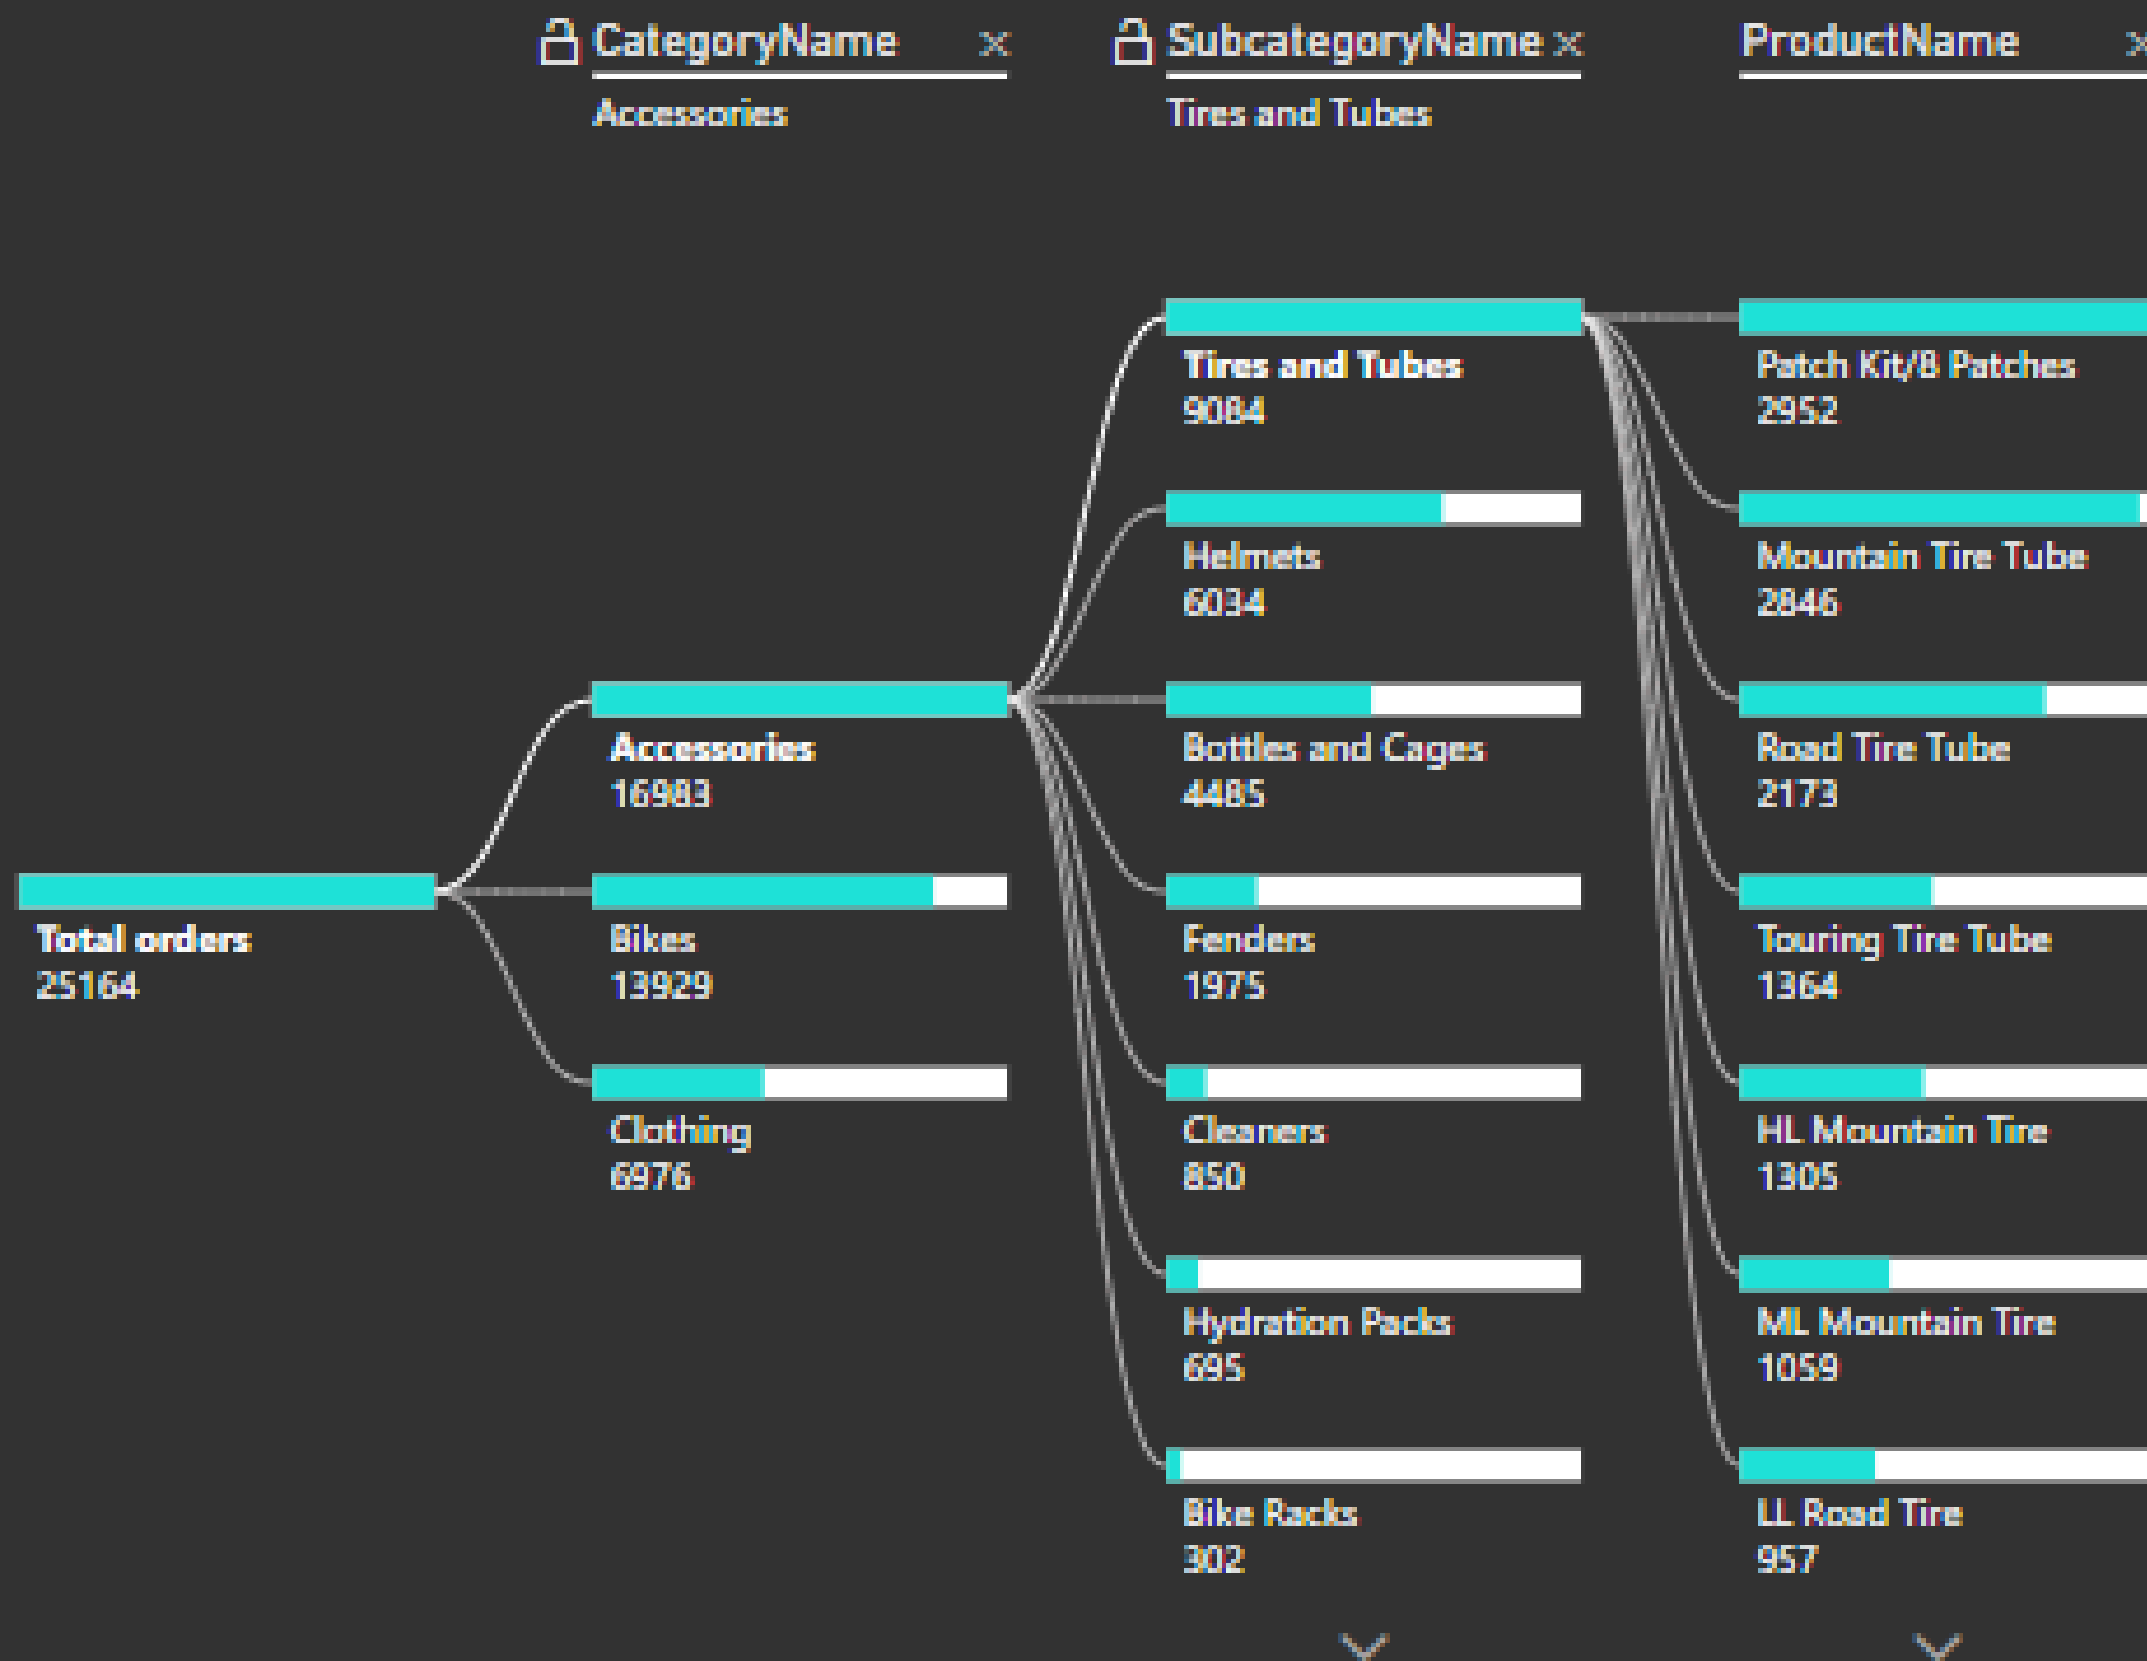 CategoryName ×
Accessories
SubcategoryName ×
Tires and Tubes
ProductName ×
Total orders
25164
Accessories
16983
Bikes
13929
Clothing
6976
Tires and Tubes
9084
Helmets
6034
Bottles and Cages
4485
Fenders
1975
Cleaners
850
Hydration Packs
695
Bike Racks
302
Patch Kit/8 Patches
2952
Mountain Tire Tube
2846
Road Tire Tube
2173
Touring Tire Tube
1364
HL Mountain Tire
1305
ML Mountain Tire
1059
LL Road Tire
957